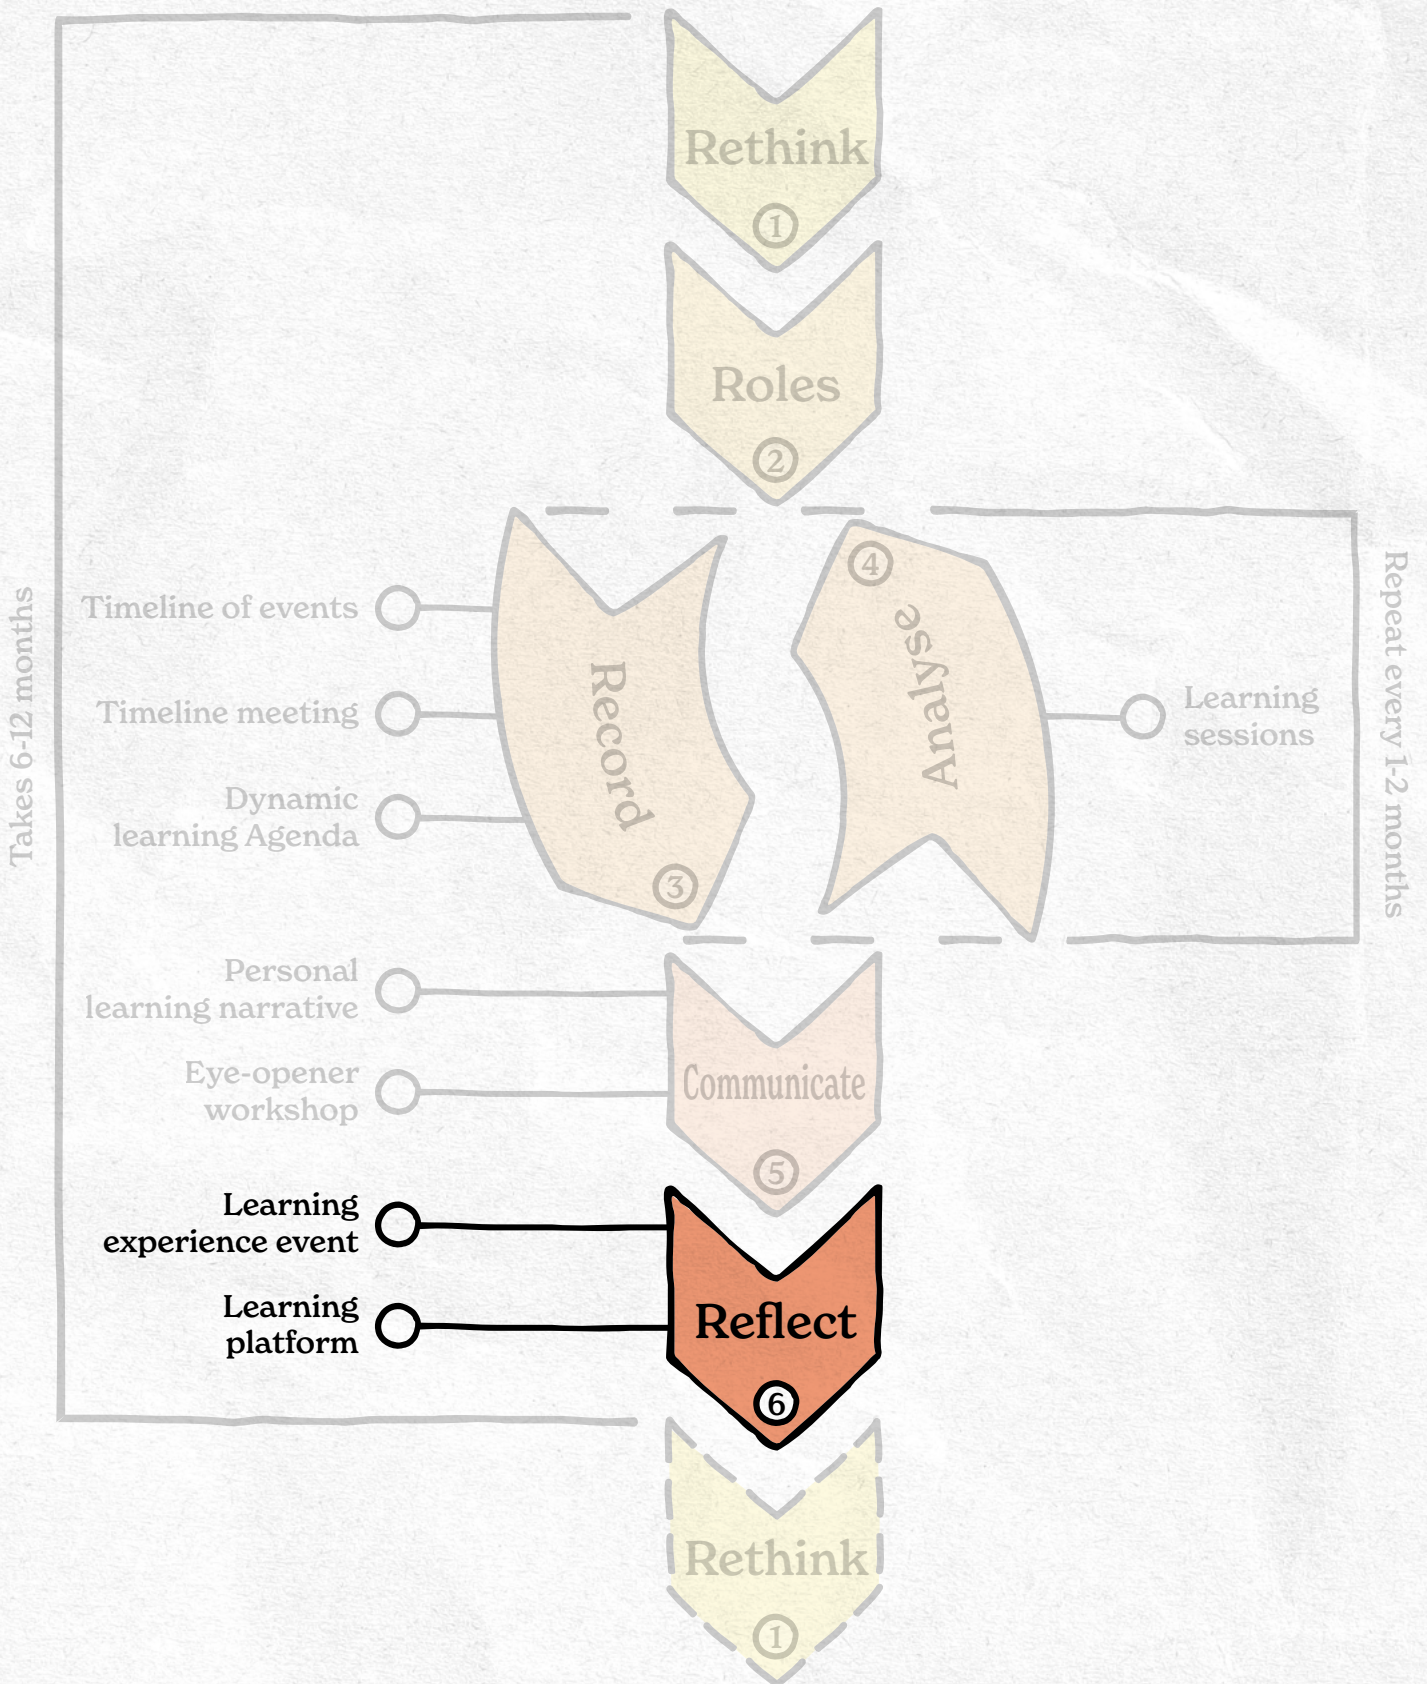 Rethink
1
Roles
2
4
Timeline of events
Timeline meeting
Dynamic
learning Agenda
Record
3
Analyse
Learning
sessions
Takes 6-12 months
Repeat every 1-2 months
Personal
learning narrative
Eye-opener
workshop
Communicate
5
Learning
experience event
Learning
platform
Reflect
6
Rethink
1